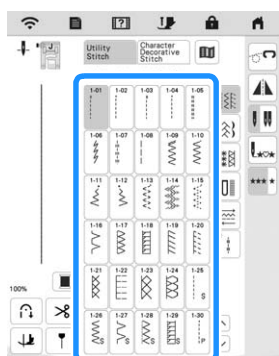 ?
J
Utility
Stitch
Character
Decorative
Stitch
1-01 1-02 1-03 1-04 1-05
1-06 1-07 1-08 1-09 1-10
1-11 1-12 1-13 1-14 1-15
1-16 1-17 1-18 1-19 1-20
1-21 1-22 1-23 1-24 1-25
S
100%
1-26 1-27 1-28 1-29 1-30
S S S S P